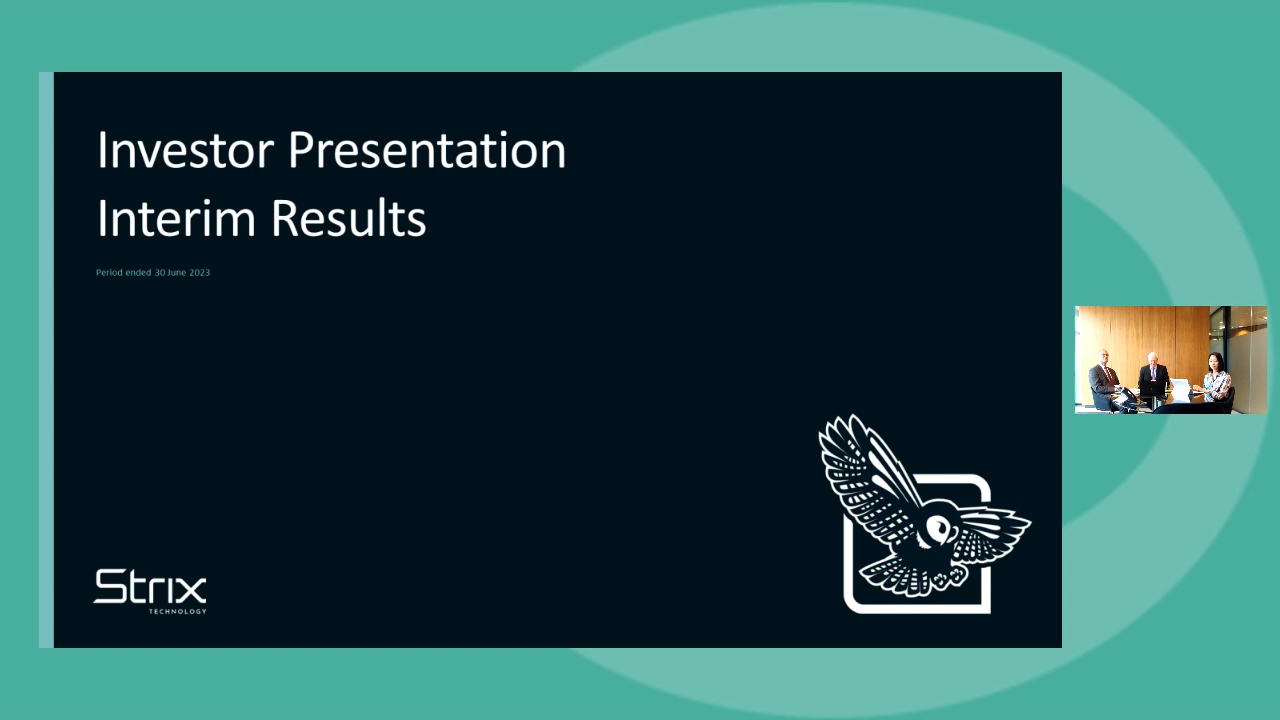 Investor Presentation
Interim Results
Period ended 30 June 2023
Strix
TECHNOLOGY